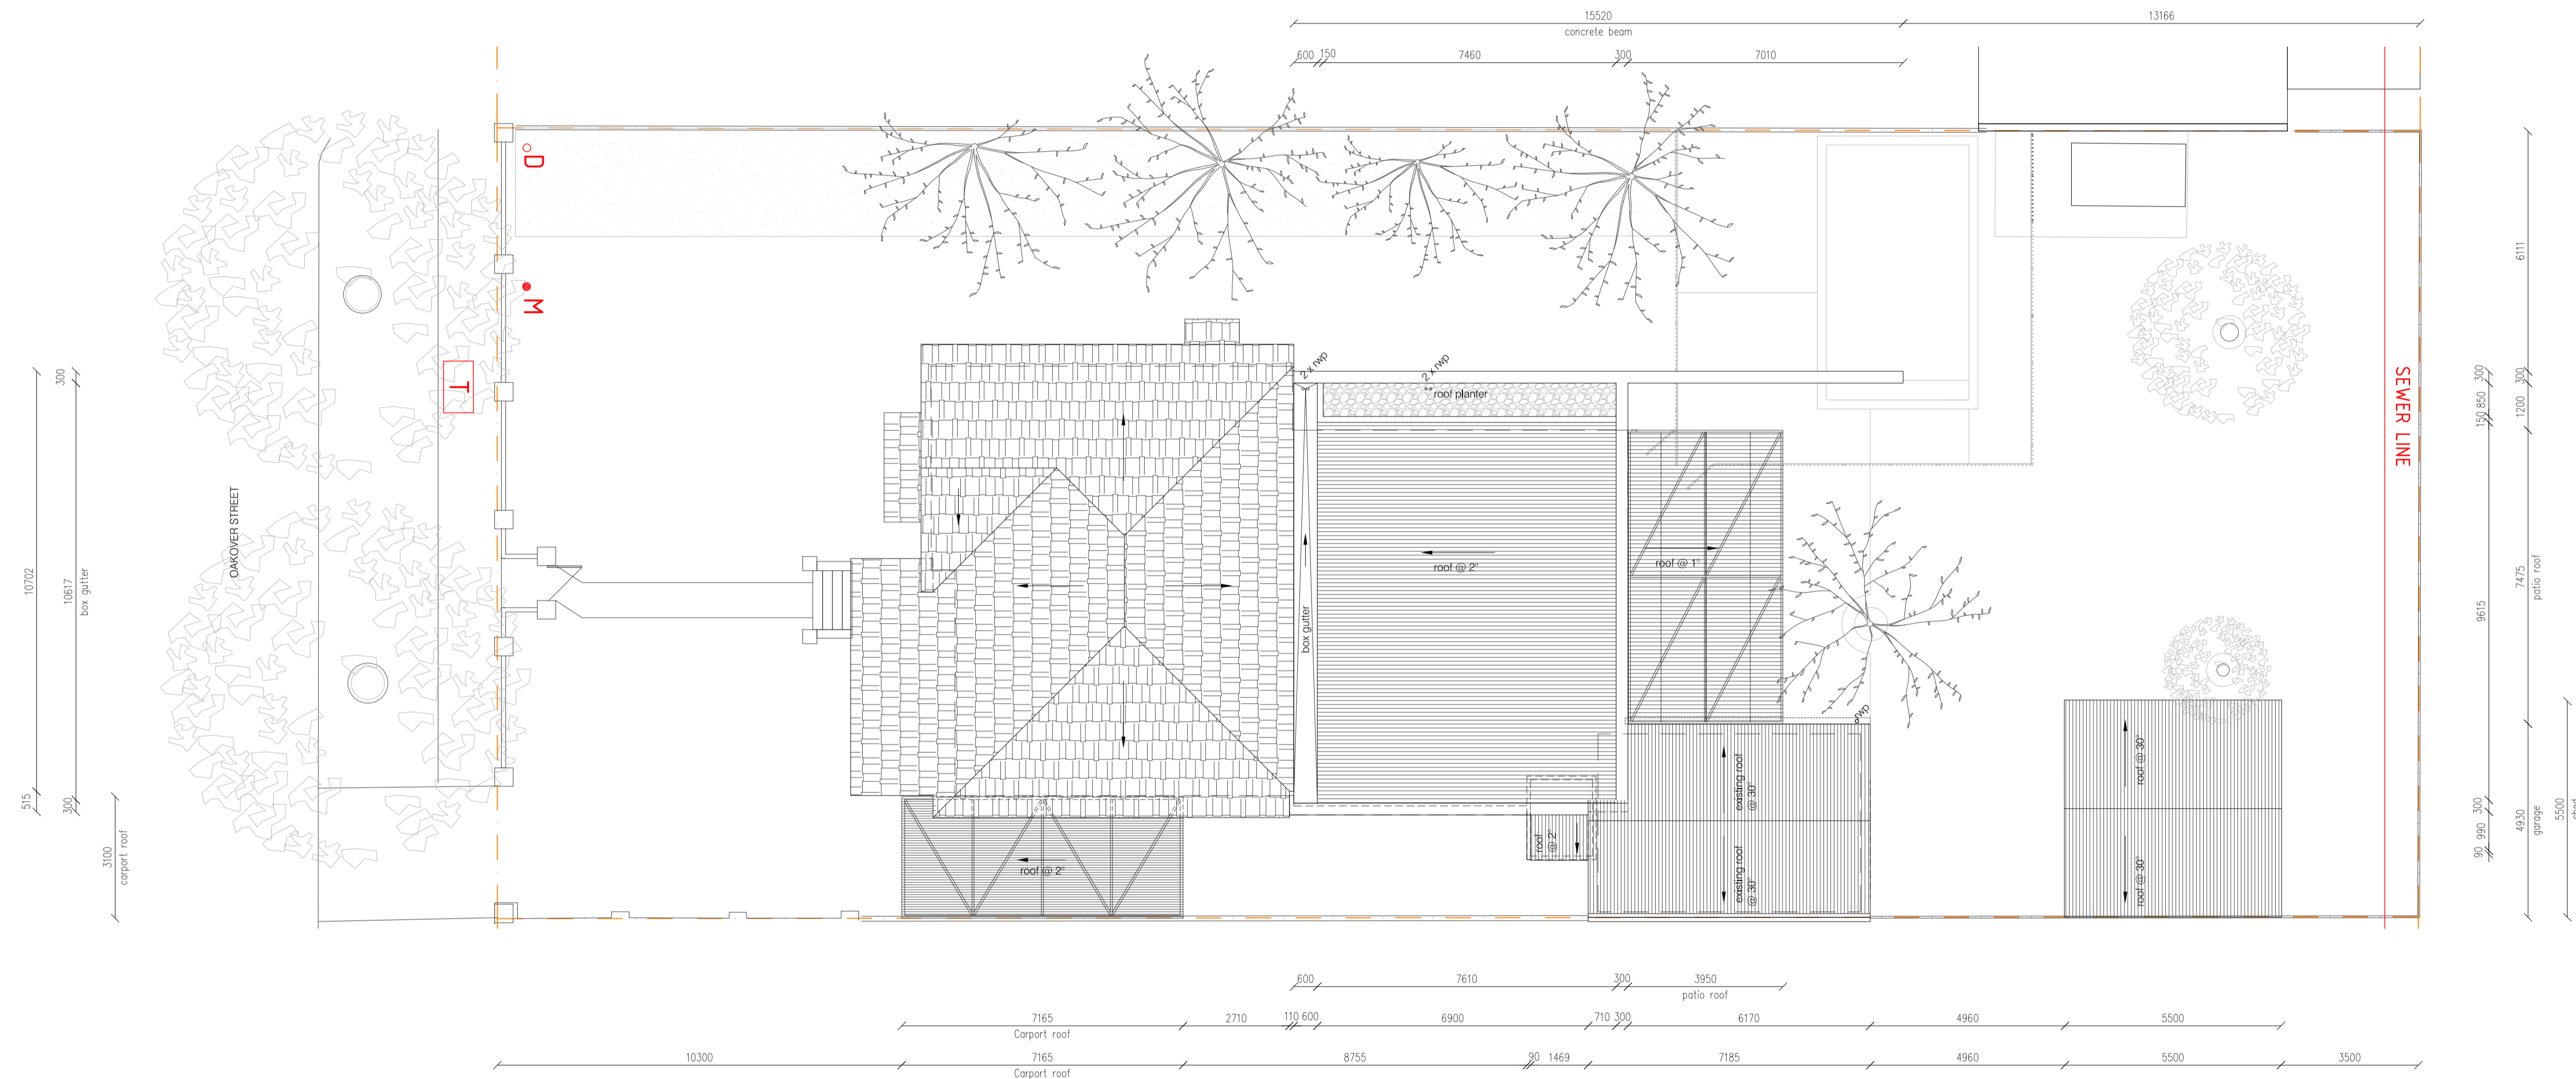 15520
13166
concrete beam
600
150
7460
300
7010
D
M
T
OAKOVER STREET
2 x rwp
2 x rwp
roof planter
box gutter
roof @ 2°
roof @ 1°
rwp
existing roof
@ 30°
existing roof
@ 30°
roof
@ 2°
roof @ 2°
roof @ 30°
roof @ 30°
SEWER LINE
300
10702
10617
box gutter
515
300
3100
carport roof
6111
300
1200
7475
patio roof
4930
garage
300
850
150
9615
300
990
90
5500
shed
600
7610
300
3950
patio roof
7165
Carport roof
2710
110
600
6900
710
300
6170
4960
5500
10300
7165
Carport roof
8755
90
1469
7185
4960
5500
3500